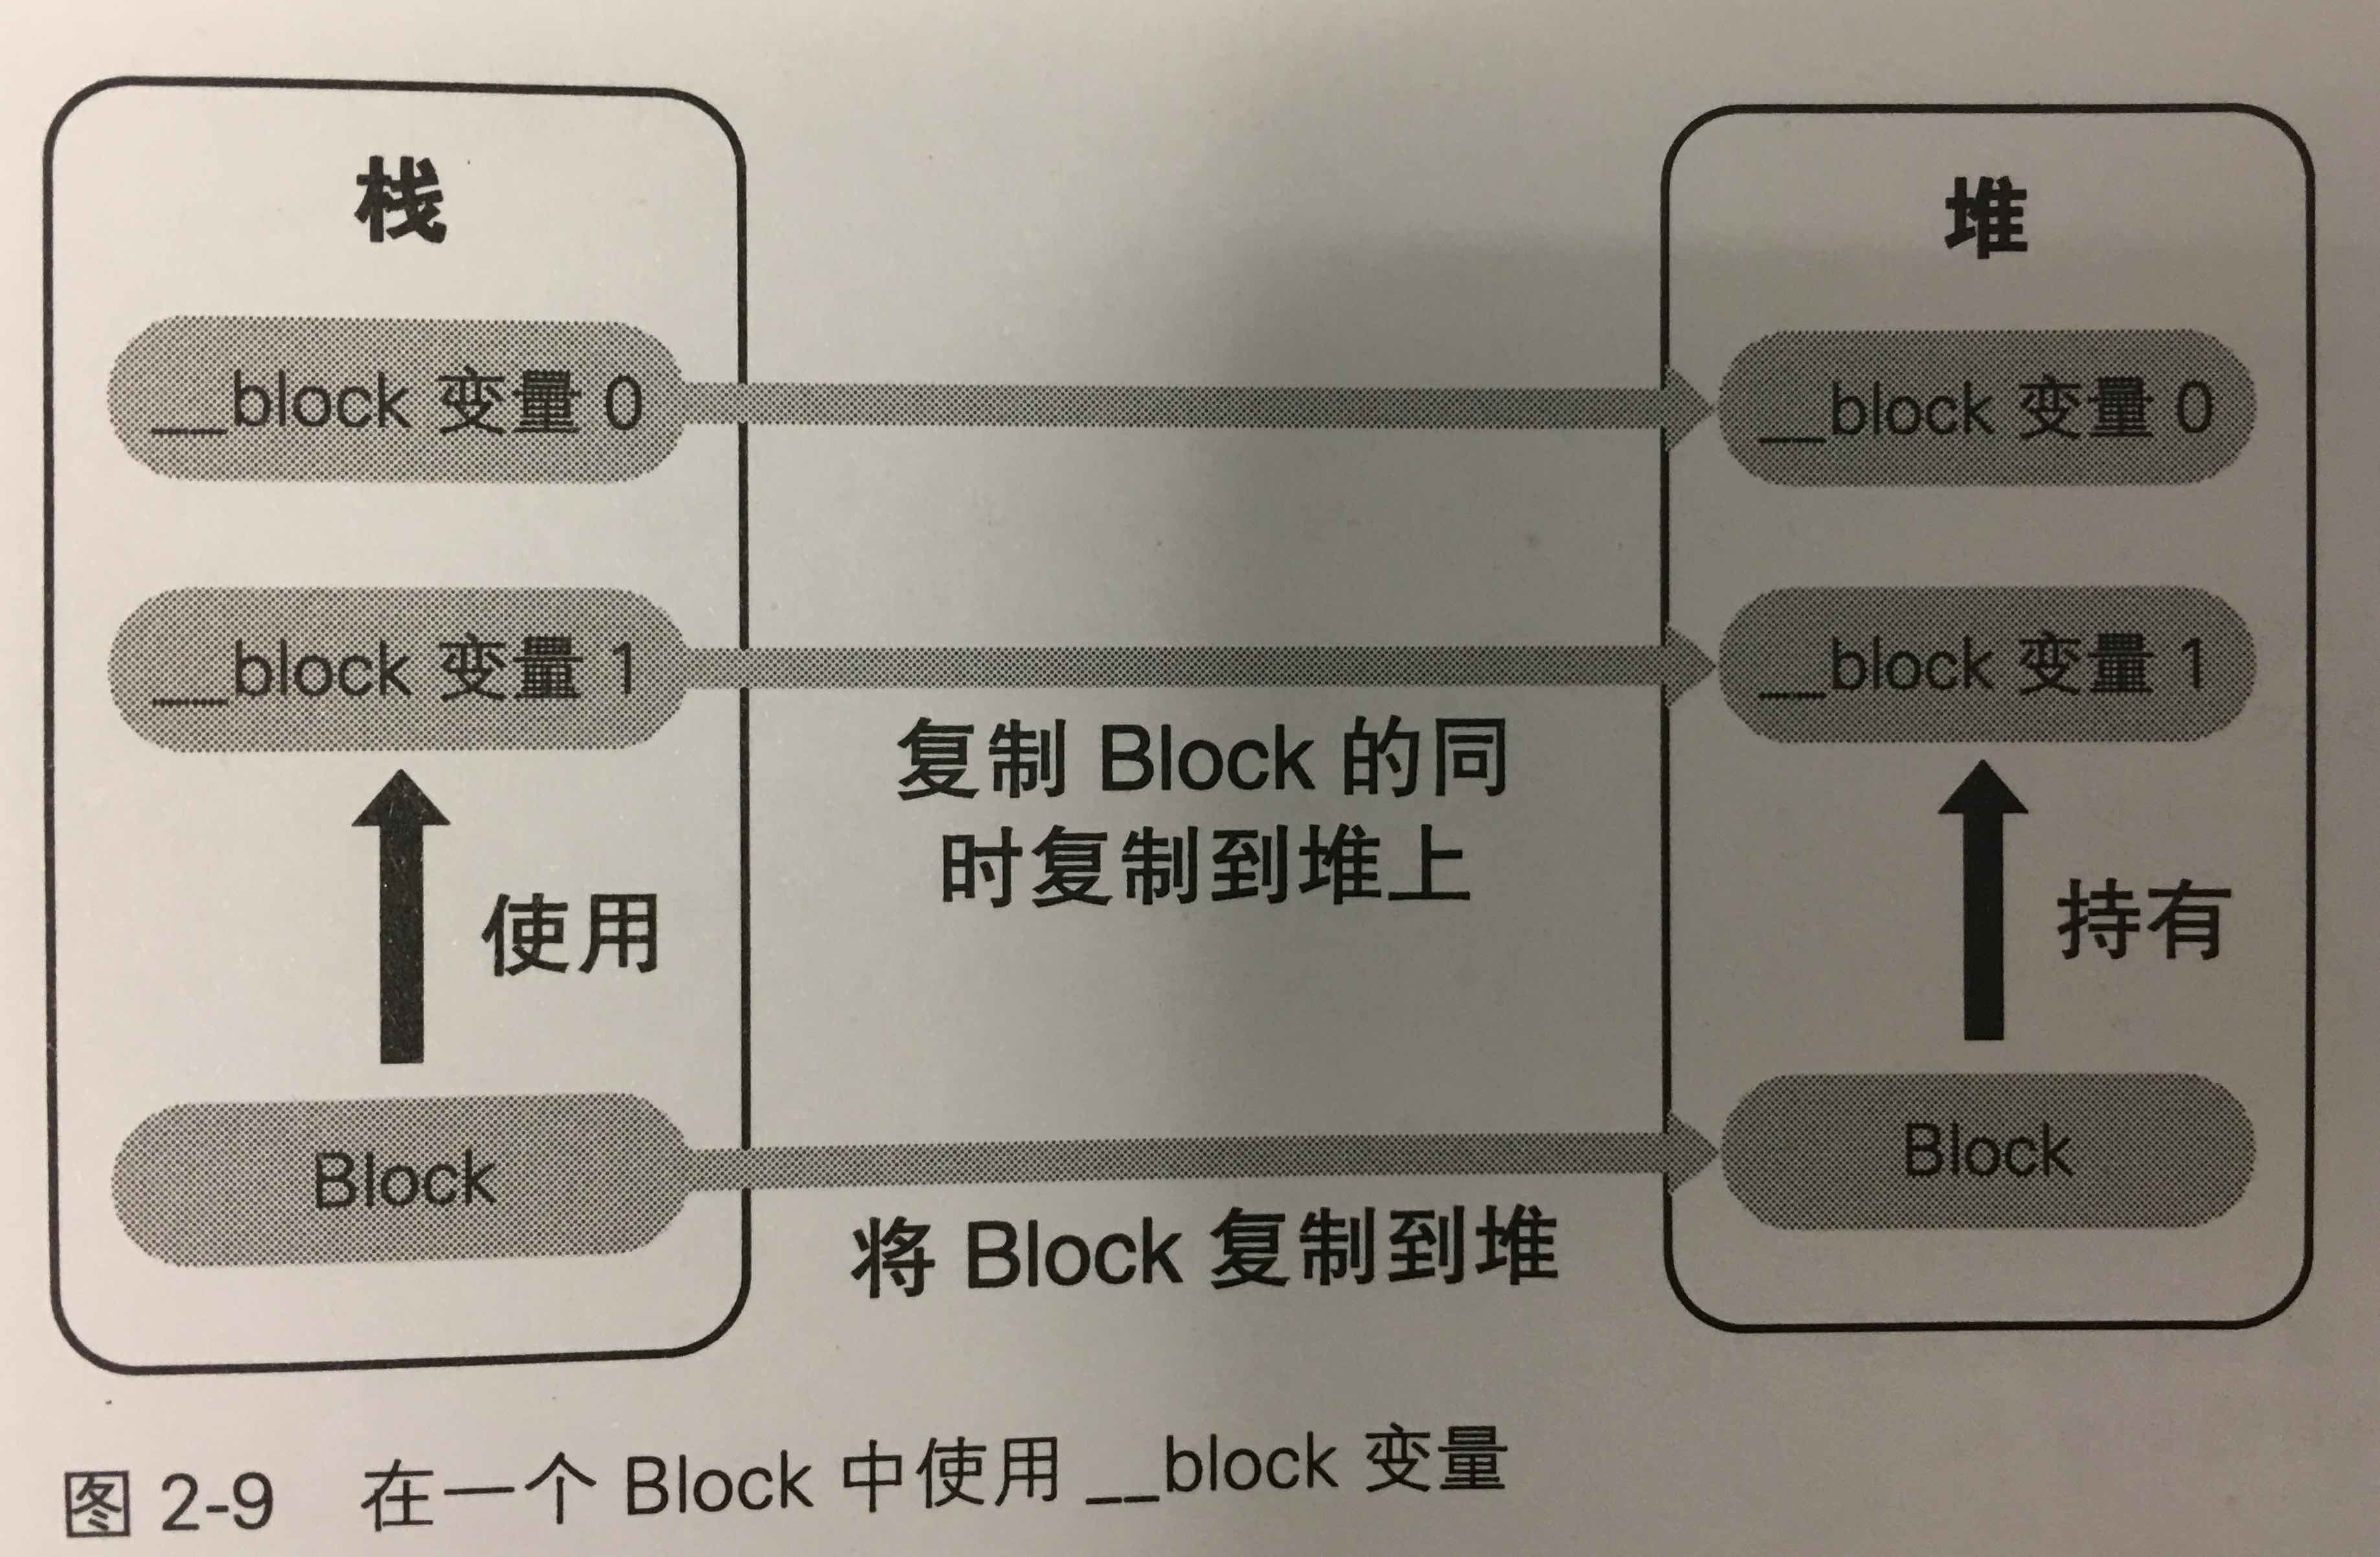 栈
堆
__block 变量 0
__block 变量 0
__block 变量 1
__block 变量 1
复制 Block 的同
时复制到堆上
使用
持有
Block
Block
将 Block 复制到堆
图 2-9 在一个 Block 中使用 __block 变量